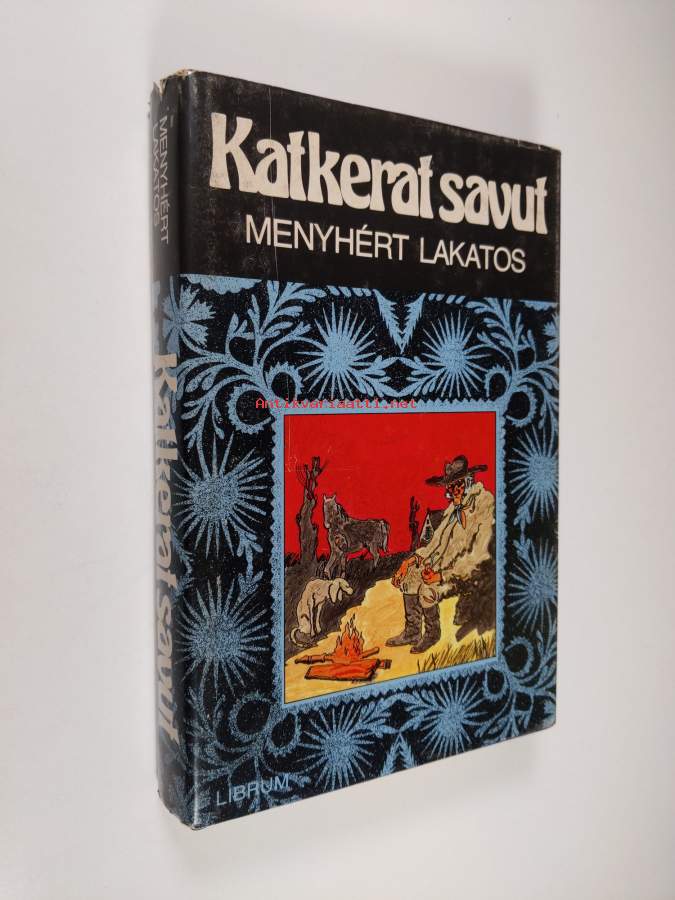 Katkerat savut
MENYHÉRT LAKATOS
Antikvariaatti.net
LIBRUM
MENYHÉRT
LAKATOS
Katkerat savut